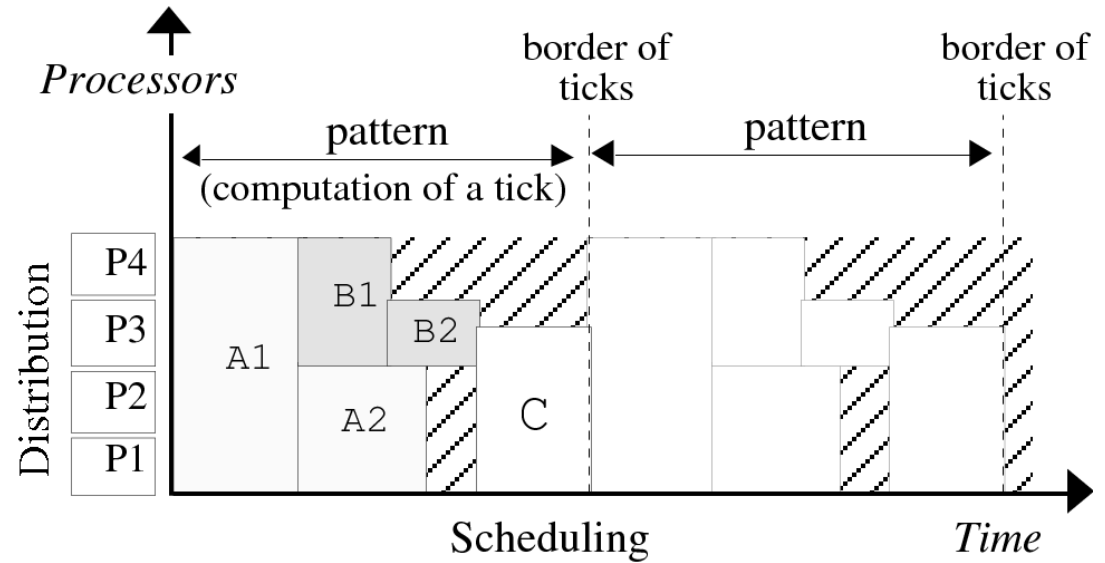 border of
ticks
border of
ticks
Processors
pattern
pattern
(computation of a tick)
Distribution
P4
P3
P2
P1
B1
B2
A1
A2
C
Scheduling
Time